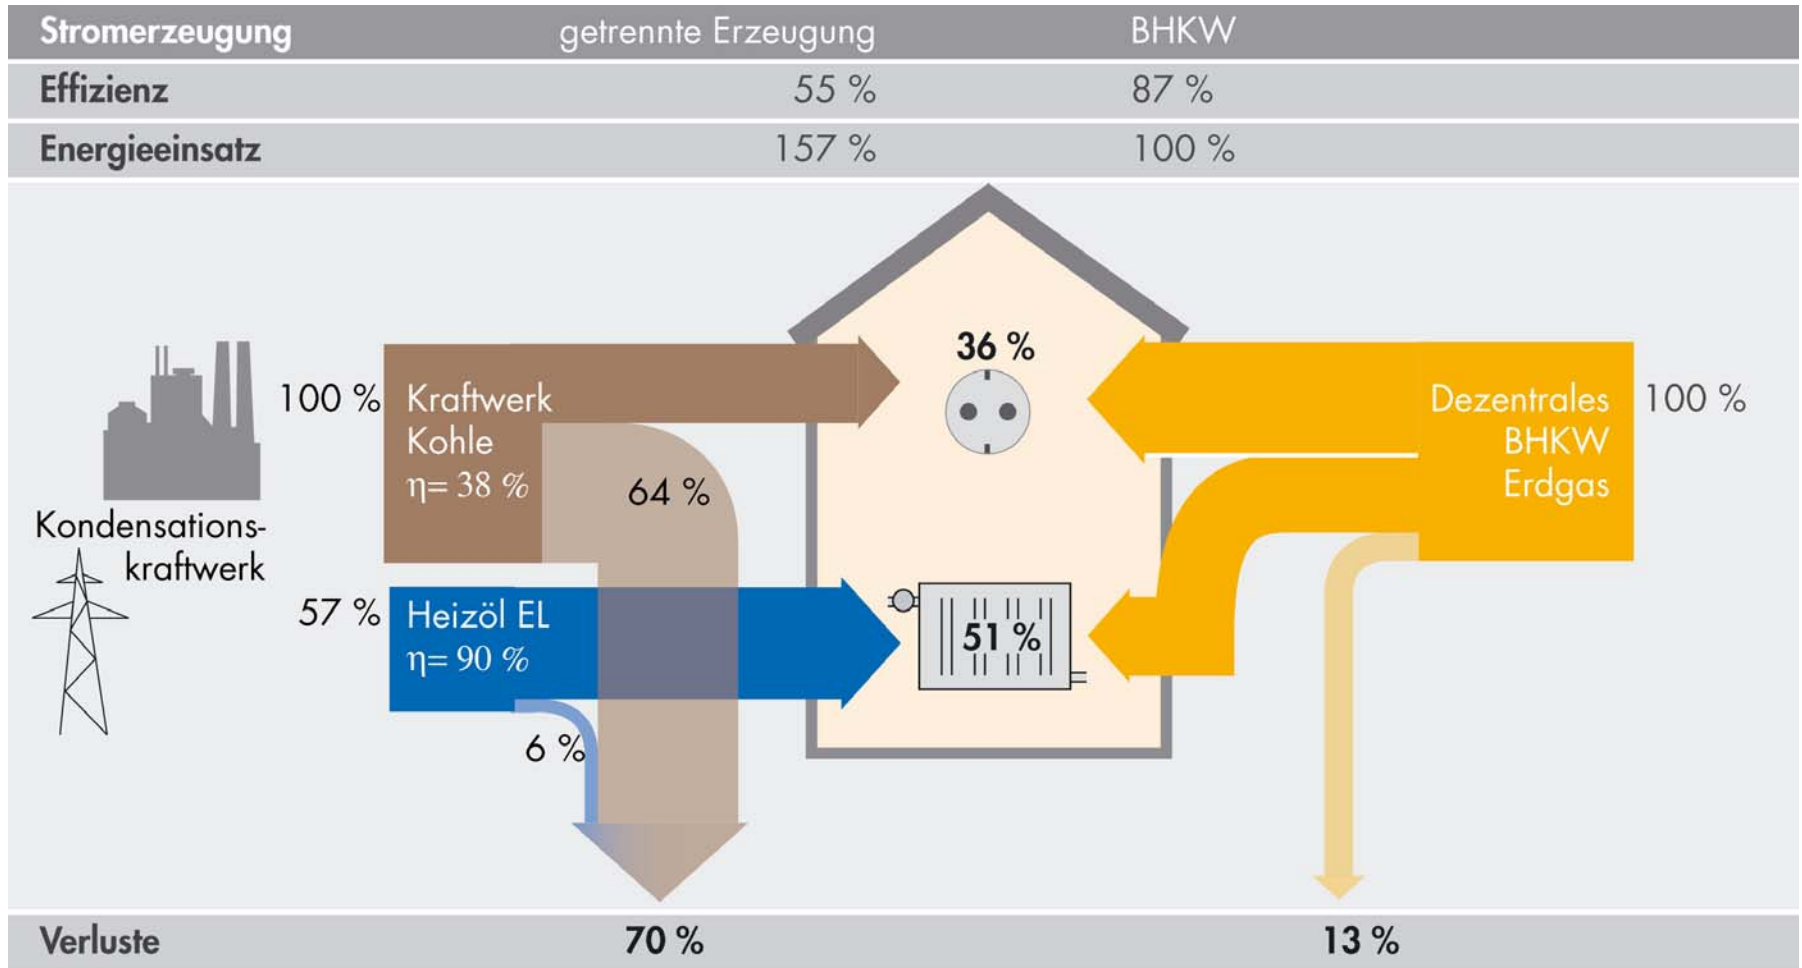 Stromerzeugung getrennte Erzeugung BHKW
Effizienz 55 % 87 %
Energieeinsatz 157 % 100 %
36 %
100 %
Kraftwerk
Kohle
η= 38 %
64 %
Dezentrales
BHKW
Erdgas
100 %
Kondensations-
kraftwerk
57 %
Heizöl EL
η= 90 %
51 %
6 %
Verluste 70 % 13 %